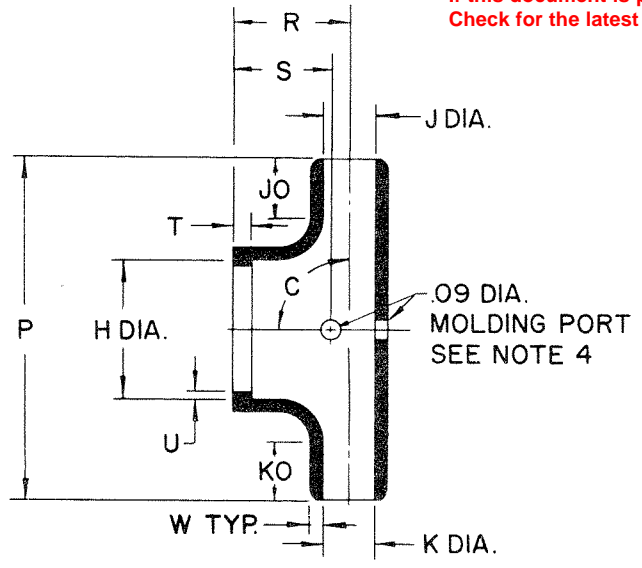 If this document is p
Check for the latest
R
S
J DIA.
JO
T
C
.09 DIA.
MOLDING PORT
SEE NOTE 4
P
H DIA.
U
KO
W TYP.
K DIA.